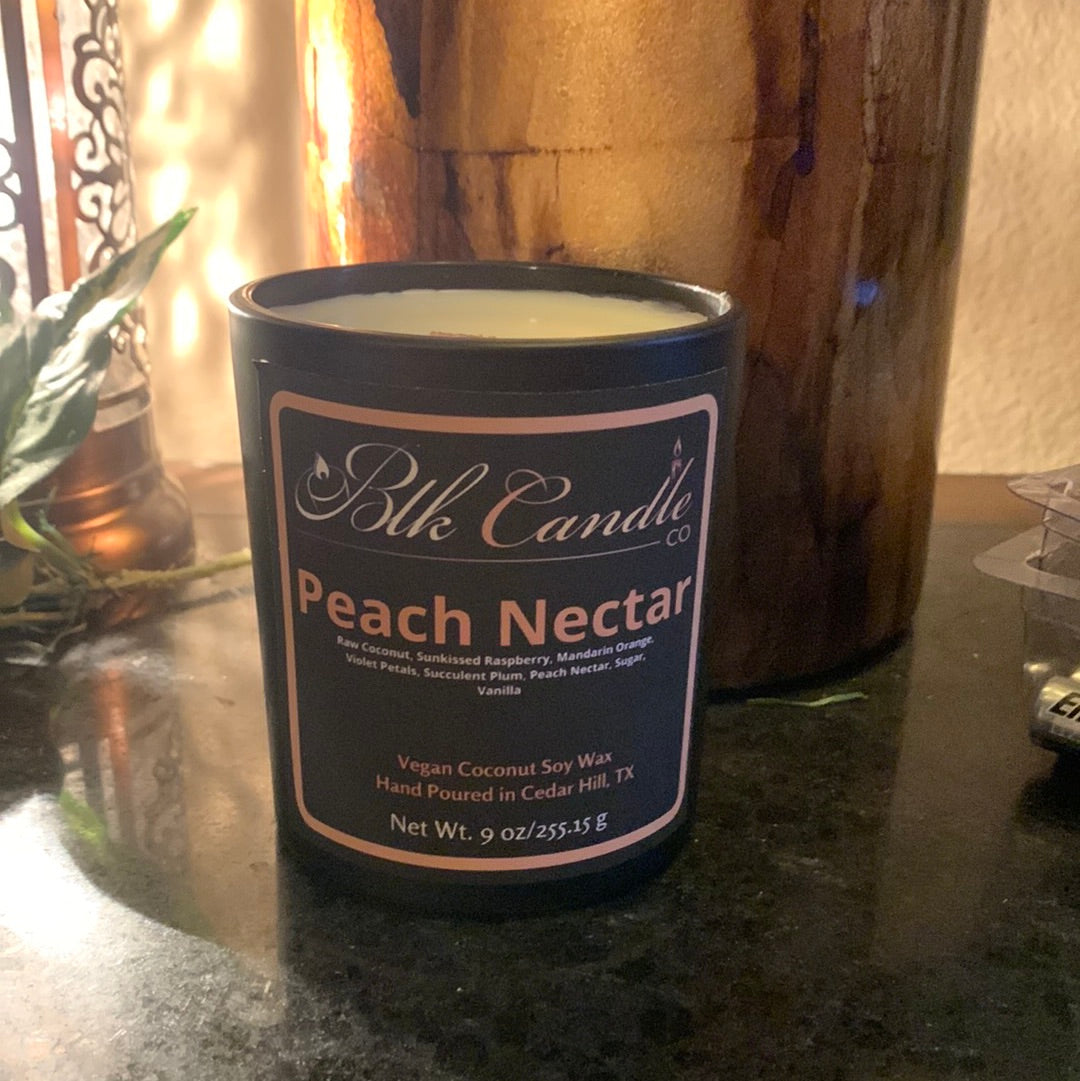 Blk Candle
CO
Peach Nectar
Raw Coconut, Sunkissed Raspberry, Mandarin Orange,
Violet Petals, Succulent Plum, Peach Nectar, Sugar,
Vanilla
Vegan Coconut Soy Wax
Hand Poured in Cedar Hill, TX
Net Wt. 9 oz/255.15 g